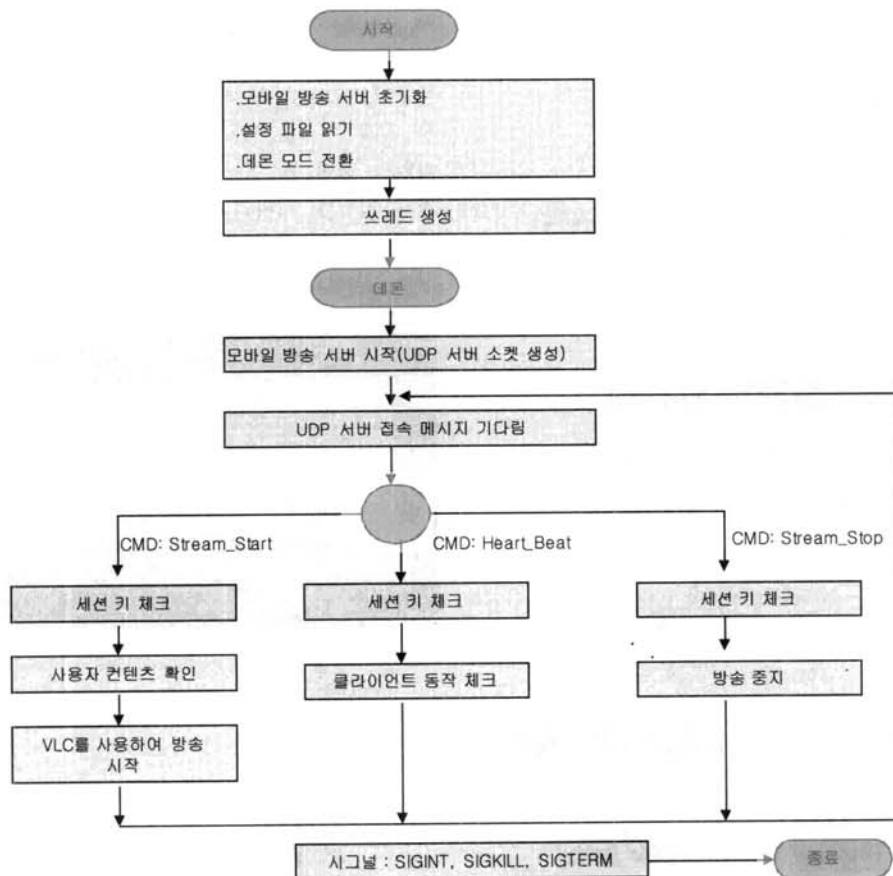 시작
.모바일 방송 서버 초기화
.설정 파일 읽기
.데몬 모드 전환
쓰레드 생성
데몬
모바일 방송 서버 시작(UDP 서버 소켓 생성)
UDP 서버 접속 메시지 기다림
CMD: Stream_Start
CMD: Heart_Beat
CMD: Stream_Stop
세션 키 체크
세션 키 체크
세션 키 체크
사용자 컨텐츠 확인
클라이언트 동작 체크
방송 중지
VLC를 사용하여 방송
시작
시그널 : SIGINT, SIGKILL, SIGTERM
종료